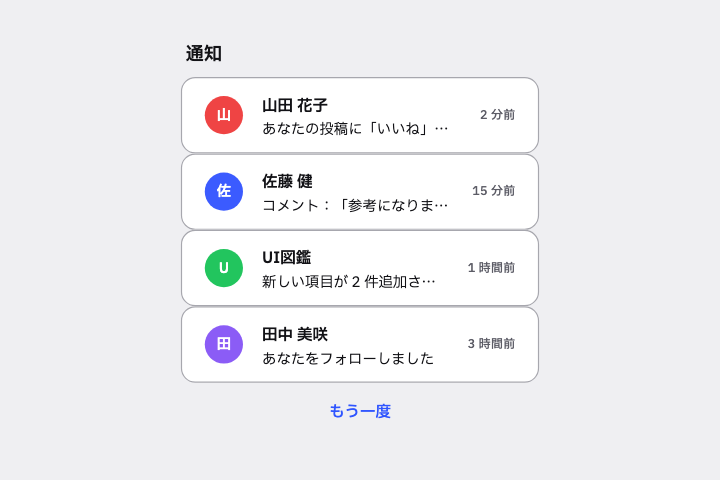 通知
山
山田 花子
あなたの投稿に「いいね」…
2 分前
佐
佐藤 健
コメント：「参考になりま…
15 分前
U
UI図鑑
新しい項目が 2 件追加さ…
1 時間前
田
田中 美咲
あなたをフォローしました
3 時間前
もう一度